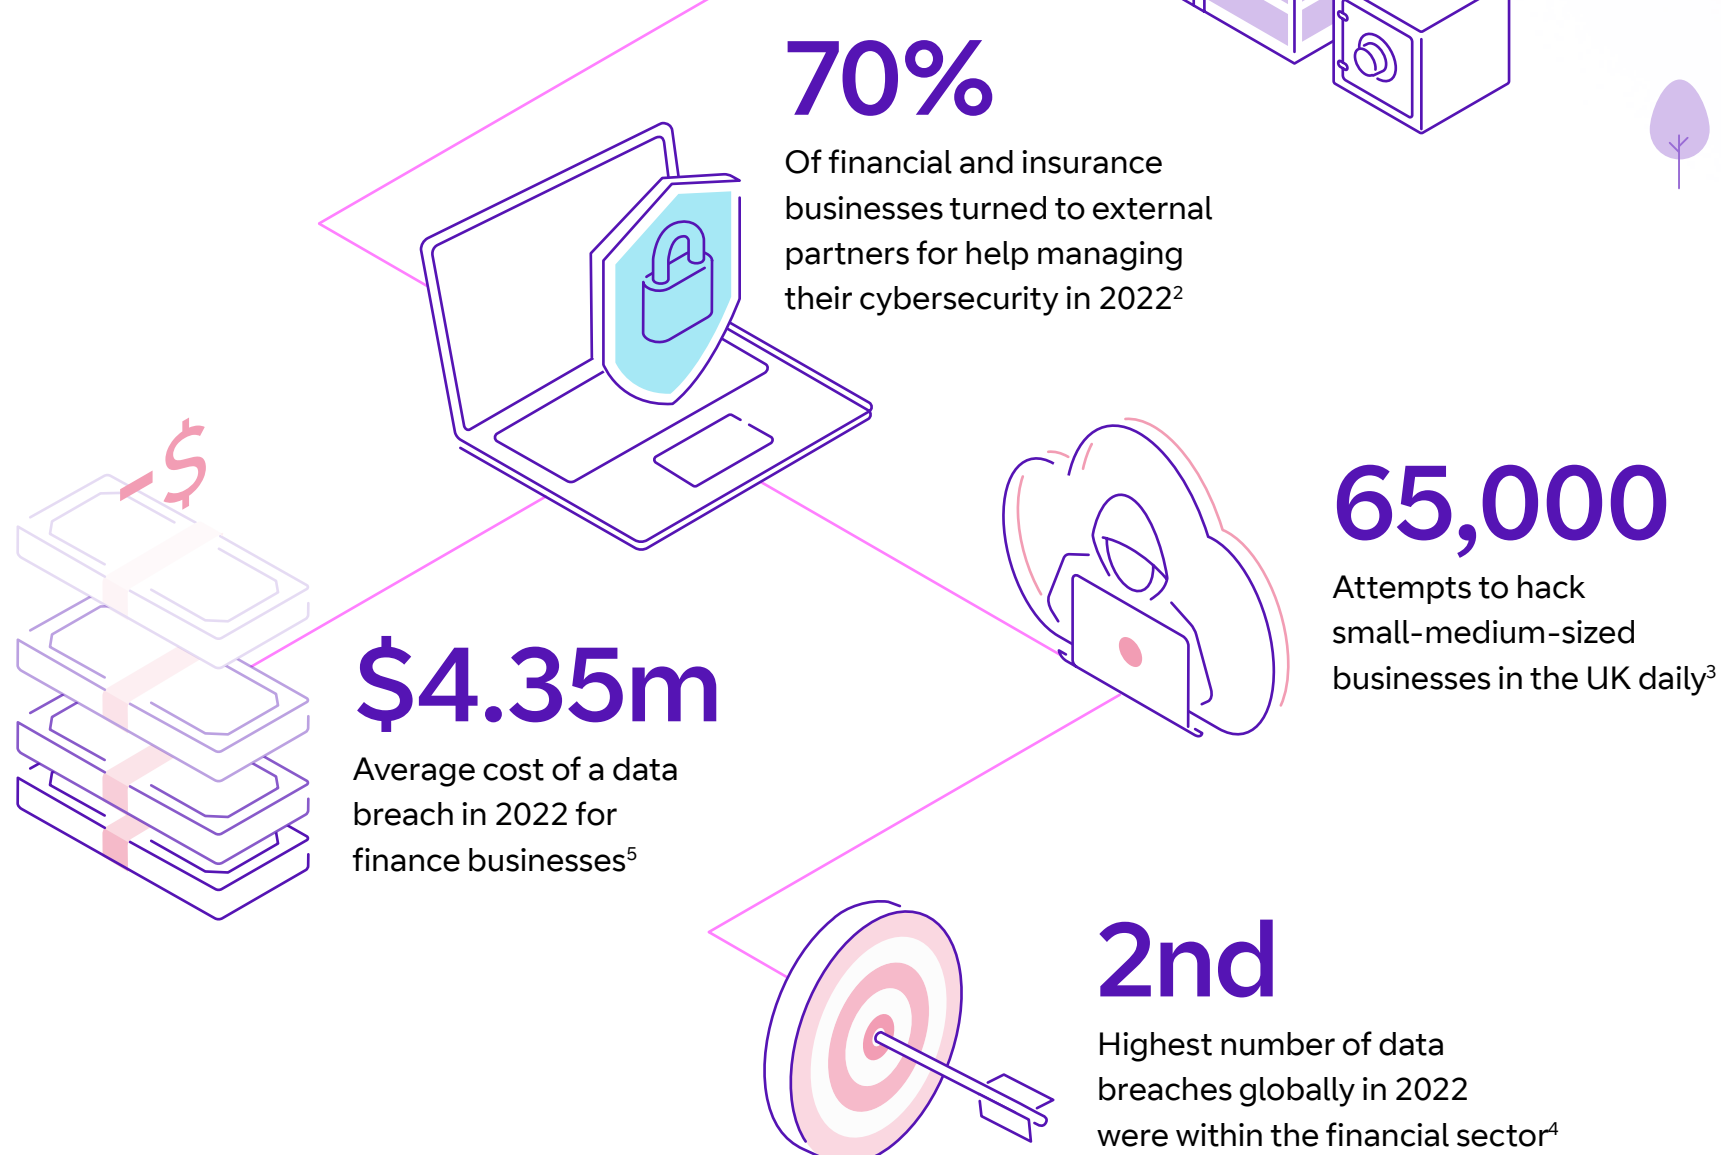 70%
Of financial and insurance
businesses turned to external
partners for help managing
their cybersecurity in 2022²
-$
65,000
Attempts to hack
small-medium-sized
businesses in the UK daily³
$4.35m
Average cost of a data
breach in 2022 for
finance businesses⁵
2nd
Highest number of data
breaches globally in 2022
were within the financial sector⁴